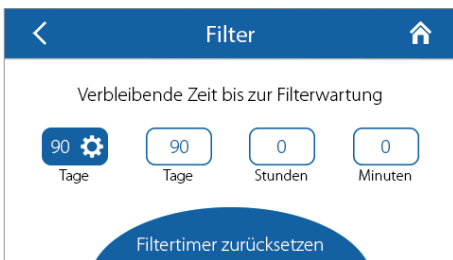 Filter
Verbleibende Zeit bis zur Filterwartung
90 90 0 0
Tage Tage Stunden Minuten
Filtertimer zurücksetzen